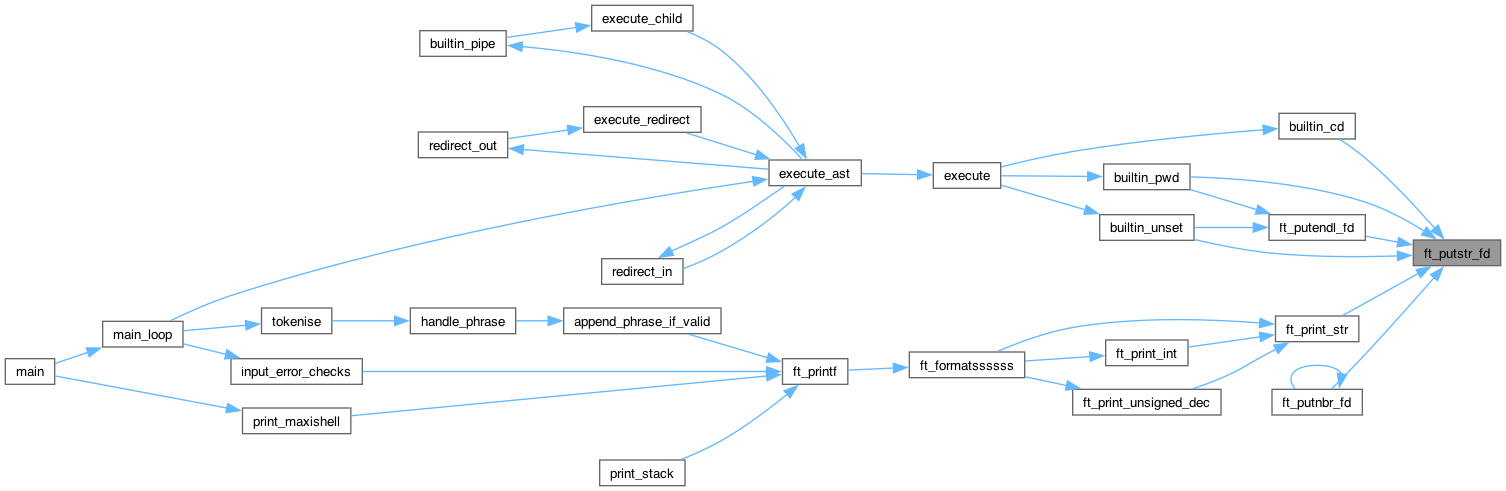 execute_child
builtin_pipe
execute_redirect
builtin_cd
redirect_out
execute_ast
execute
builtin_pwd
builtin_unset
ft_putendl_fd
ft_putstr_fd
redirect_in
main_loop
tokenise
handle_phrase
append_phrase_if_valid
ft_print_str
main
input_error_checks
ft_printf
ft_formatssssss
ft_print_int
print_maxishell
ft_print_unsigned_dec
ft_putnbr_fd
print_stack